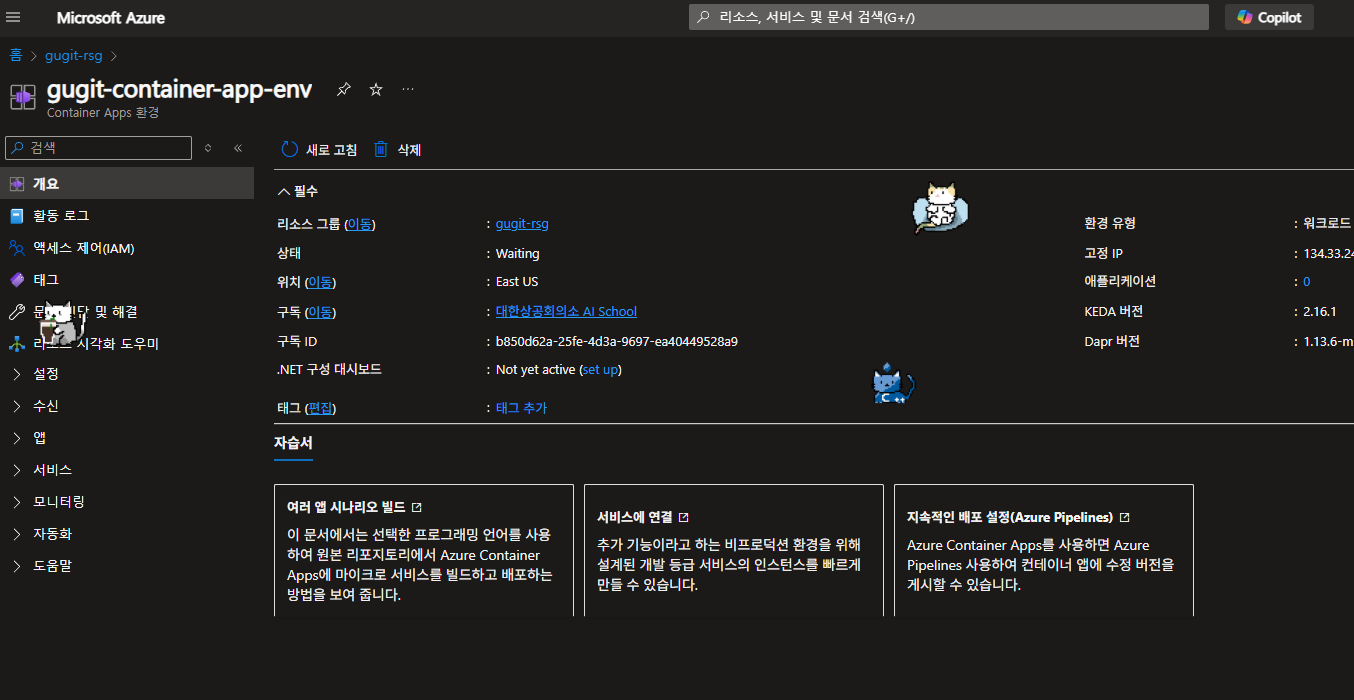 Microsoft Azure
리소스, 서비스 및 문서 검색(G+/)
Copilot
홈 > gugit-rsg >
gugit-container-app-env
Container Apps 환경
검색
새로 고침
삭제
개요
활동 로그
액세스 제어(IAM)
태그
및 해결
시각화 도우미
설정
수신
앱
서비스
모니터링
자동화
도움말
필수
리소스 그룹 (이동) : gugit-rsg
상태 : Waiting
위치 (이동) : East US
구독 (이동) : 대한상공회의소 AI School
구독 ID : b850d62a-25fe-4d3a-9697-ea40449528a9
.NET 구성 대시보드 : Not yet active (set up)
태그 (편집) : 태그 추가
환경 유형 : 워크로드
고정 IP : 134.33.24
애플리케이션 : 0
KEDA 버전 : 2.16.1
Dapr 버전 : 1.13.6-m
자습서
여러 앱 시나리오 빌드
이 문서에서는 선택한 프로그래밍 언어를 사용
하여 원본 리포지토리에서 Azure Container
Apps에 마이크로 서비스를 빌드하고 배포하는
방법을 보여 줍니다.
서비스에 연결
추가 기능이라고 하는 비프로덕션 환경을 위해
설계된 개발 등급 서비스의 인스턴스를 빠르게
만들 수 있습니다.
지속적인 배포 설정(Azure Pipelines)
Azure Container Apps를 사용하면 Azure
Pipelines 사용하여 컨테이너 앱에 수정 버전을
게시할 수 있습니다.